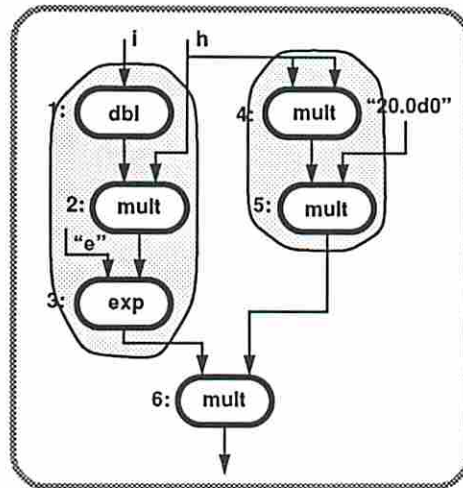 i h
1: dbl
4: mult
"20.0d0"
2: mult
5: mult
"e"
3: exp
6: mult